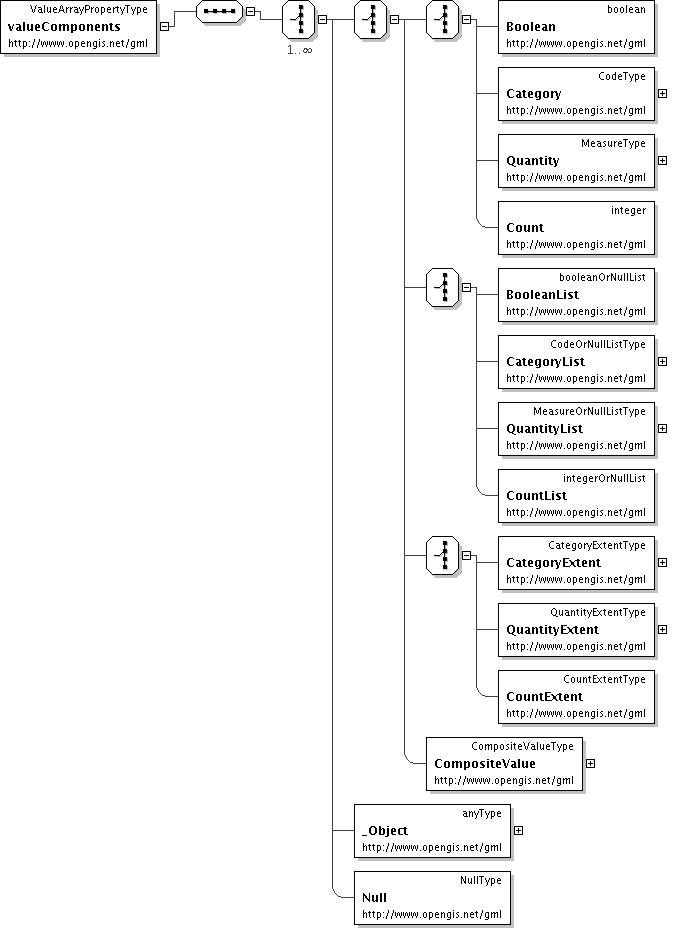 ValueArrayPropertyType
valueComponents
http://www.opengis.net/gml
1..∞
boolean
Boolean
http://www.opengis.net/gml
CodeType
Category
http://www.opengis.net/gml
MeasureType
Quantity
http://www.opengis.net/gml
integer
Count
http://www.opengis.net/gml
booleanOrNullList
BooleanList
http://www.opengis.net/gml
CodeOrNullListType
CategoryList
http://www.opengis.net/gml
MeasureOrNullListType
QuantityList
http://www.opengis.net/gml
integerOrNullList
CountList
http://www.opengis.net/gml
CategoryExtentType
CategoryExtent
http://www.opengis.net/gml
QuantityExtentType
QuantityExtent
http://www.opengis.net/gml
CountExtentType
CountExtent
http://www.opengis.net/gml
CompositeValueType
CompositeValue
http://www.opengis.net/gml
anyType
_Object
http://www.opengis.net/gml
NullType
Null
http://www.opengis.net/gml